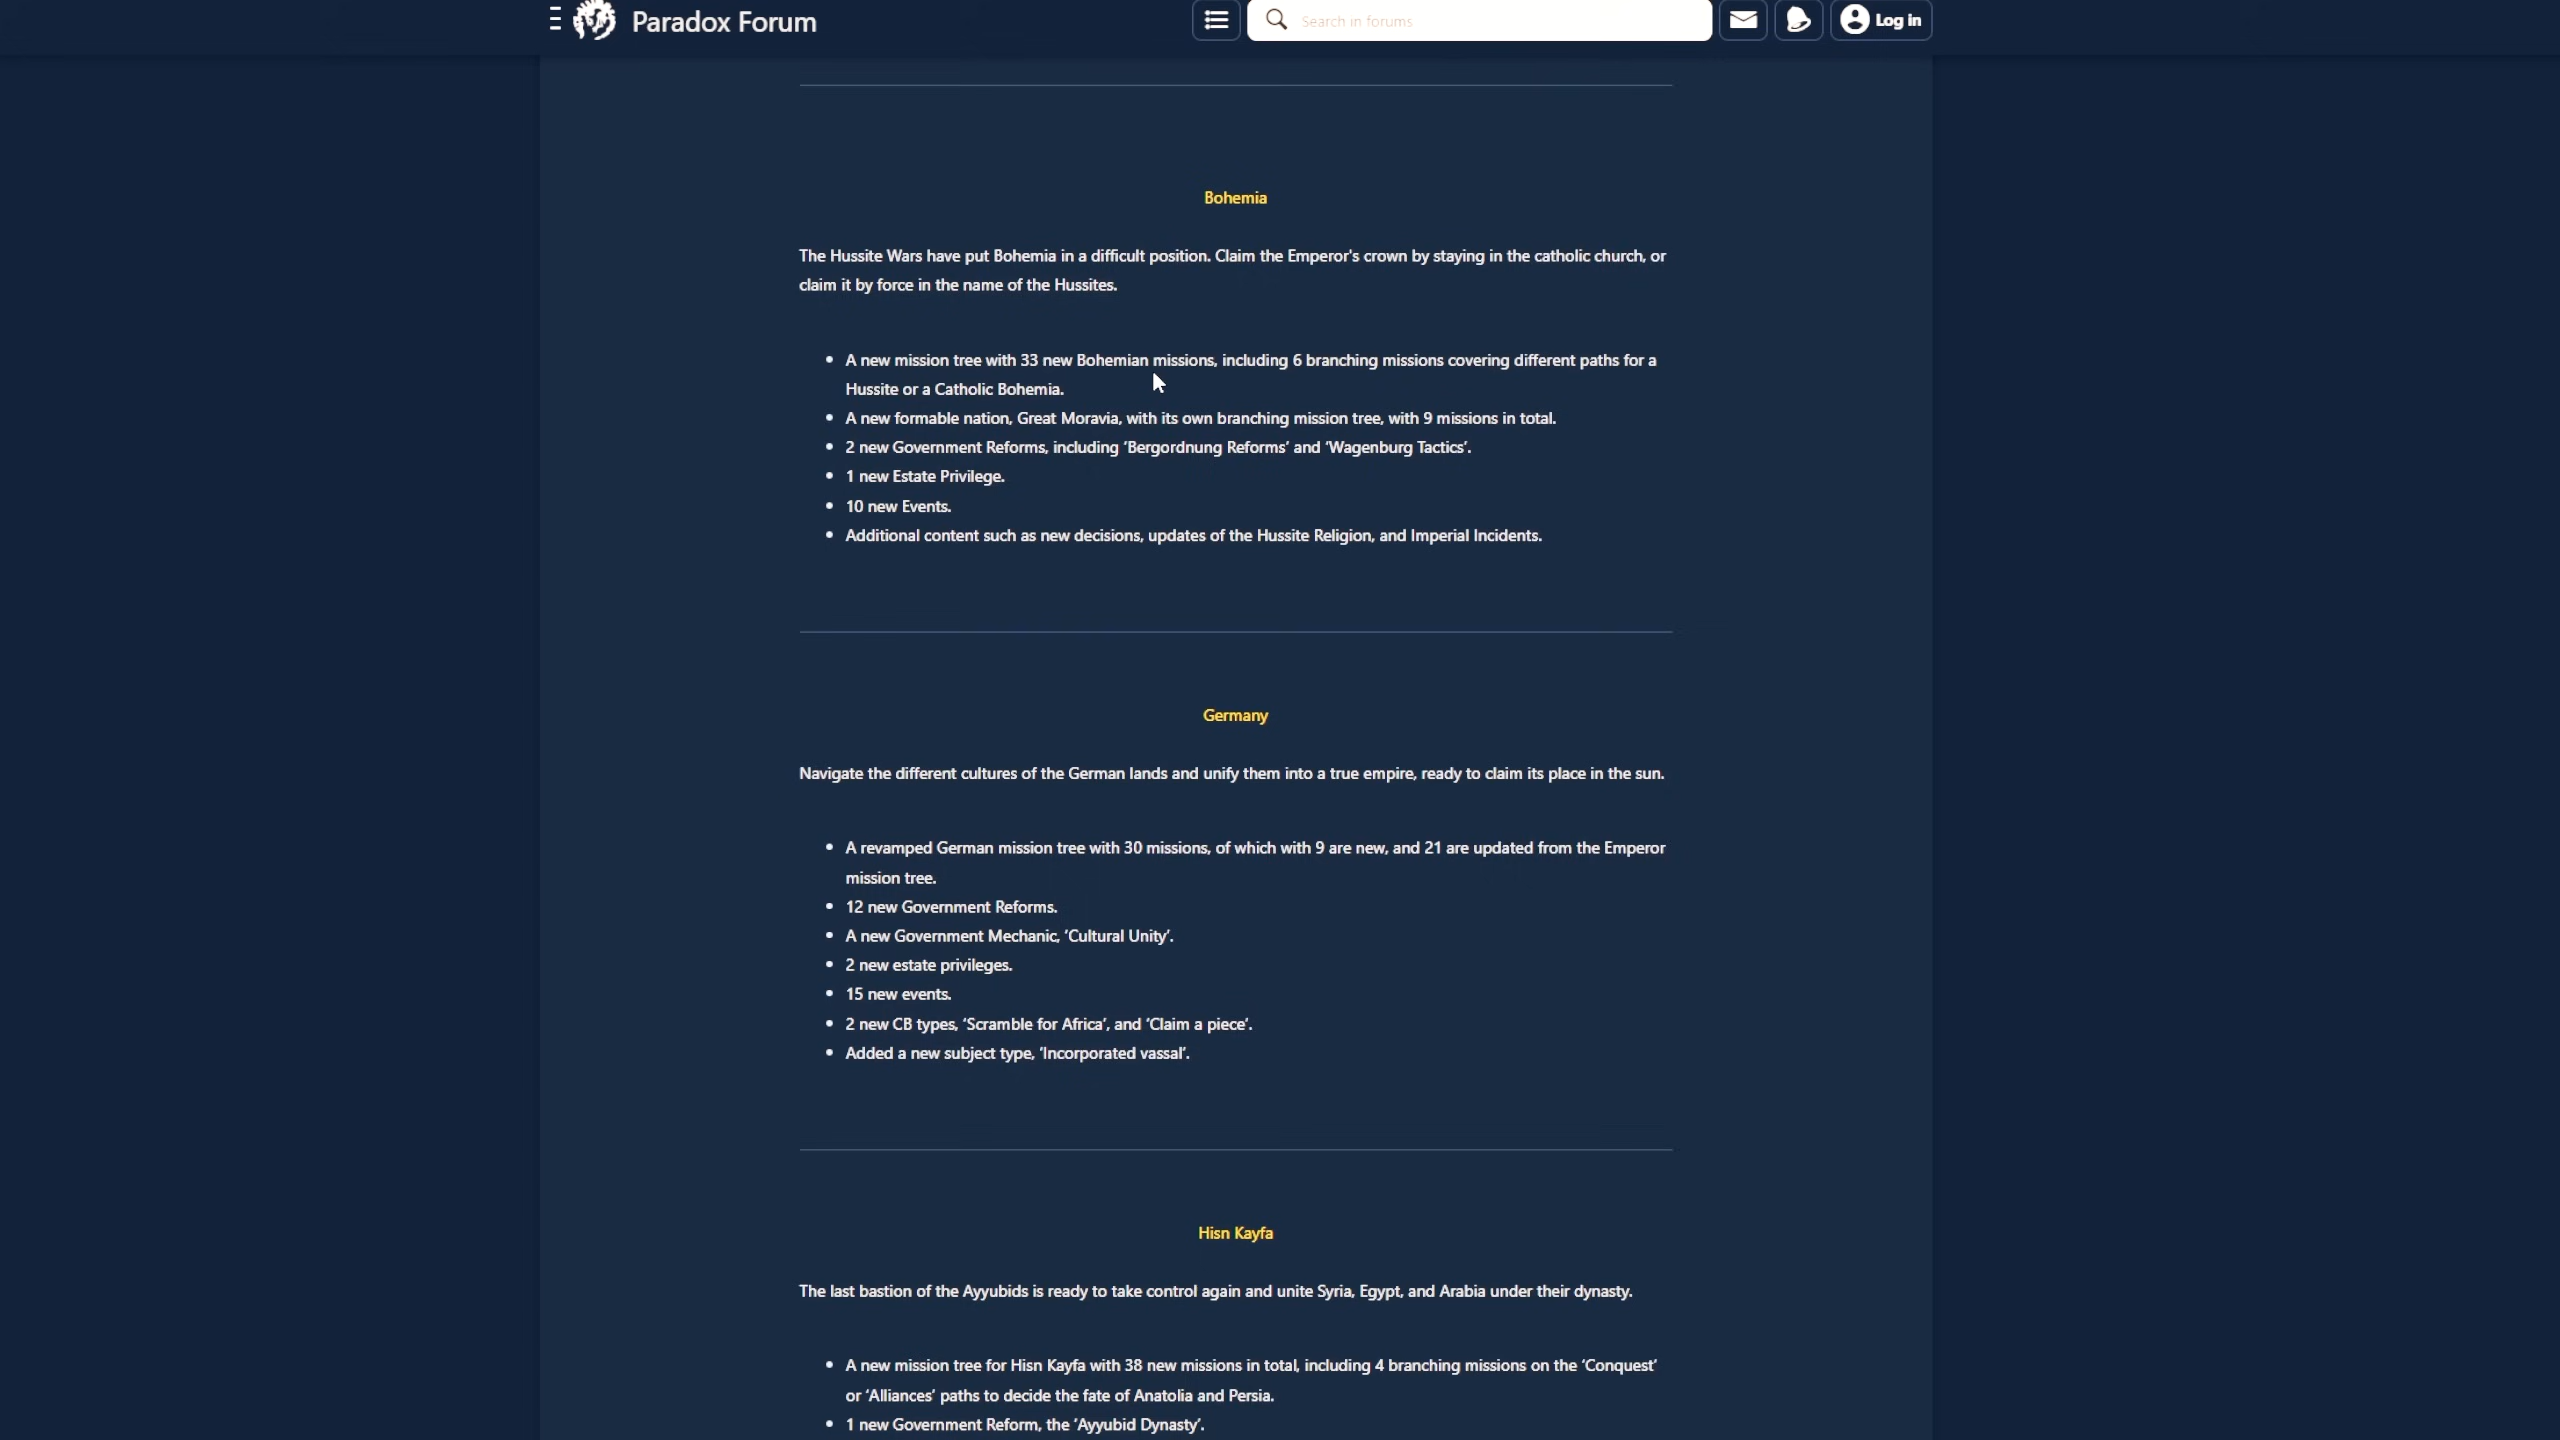 Paradox Forum
Search in forums
Log in
Bohemia
The Hussite Wars have put Bohemia in a difficult position. Claim the Emperor's crown by staying in the catholic church, or
claim it by force in the name of the Hussites.
A new mission tree with 33 new Bohemian missions, including 6 branching missions covering different paths for a
Hussite or a Catholic Bohemia.
A new formable nation, Great Moravia, with its own branching mission tree, with 9 missions in total.
2 new Government Reforms, including ‘Bergordnung Reforms’ and ‘Wagenburg Tactics’.
1 new Estate Privilege.
10 new Events.
Additional content such as new decisions, updates of the Hussite Religion, and Imperial Incidents.
Germany
Navigate the different cultures of the German lands and unify them into a true empire, ready to claim its place in the sun.
A revamped German mission tree with 30 missions, of which with 9 are new, and 21 are updated from the Emperor
mission tree.
12 new Government Reforms.
A new Government Mechanic, ‘Cultural Unity’.
2 new estate privileges.
15 new events.
2 new CB types, ‘Scramble for Africa’, and ‘Claim a piece’.
Added a new subject type, ‘Incorporated vassal’.
Hisn Kayfa
The last bastion of the Ayyubids is ready to take control again and unite Syria, Egypt, and Arabia under their dynasty.
A new mission tree for Hisn Kayfa with 38 new missions in total, including 4 branching missions on the ‘Conquest’
or ‘Alliances’ paths to decide the fate of Anatolia and Persia.
1 new Government Reform, the ‘Ayyubid Dynasty’.